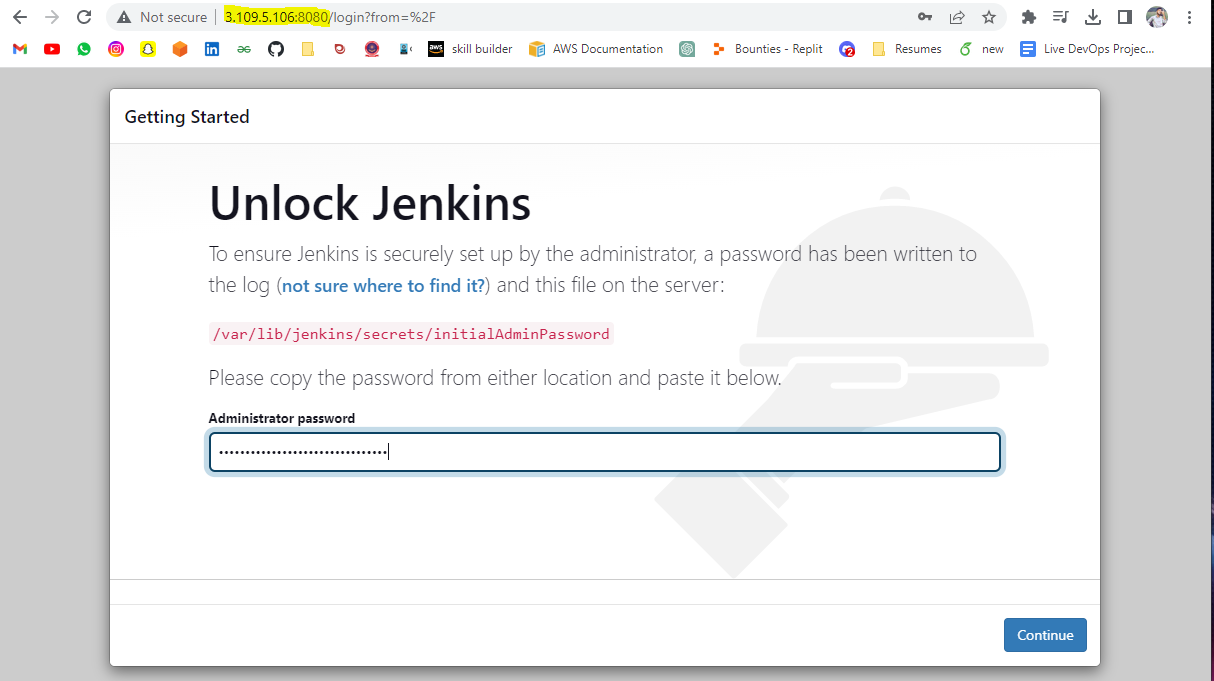 Not secure
3.109.5.106:8080/login?from=%2F
aws
skill builder
AWS Documentation
Bounties - Replit
Resumes
new
Live DevOps Projec...
Getting Started
Unlock Jenkins
To ensure Jenkins is securely set up by the administrator, a password has been written to
the log (not sure where to find it?) and this file on the server:
/var/lib/jenkins/secrets/initialAdminPassword
Please copy the password from either location and paste it below.
Administrator password
Continue